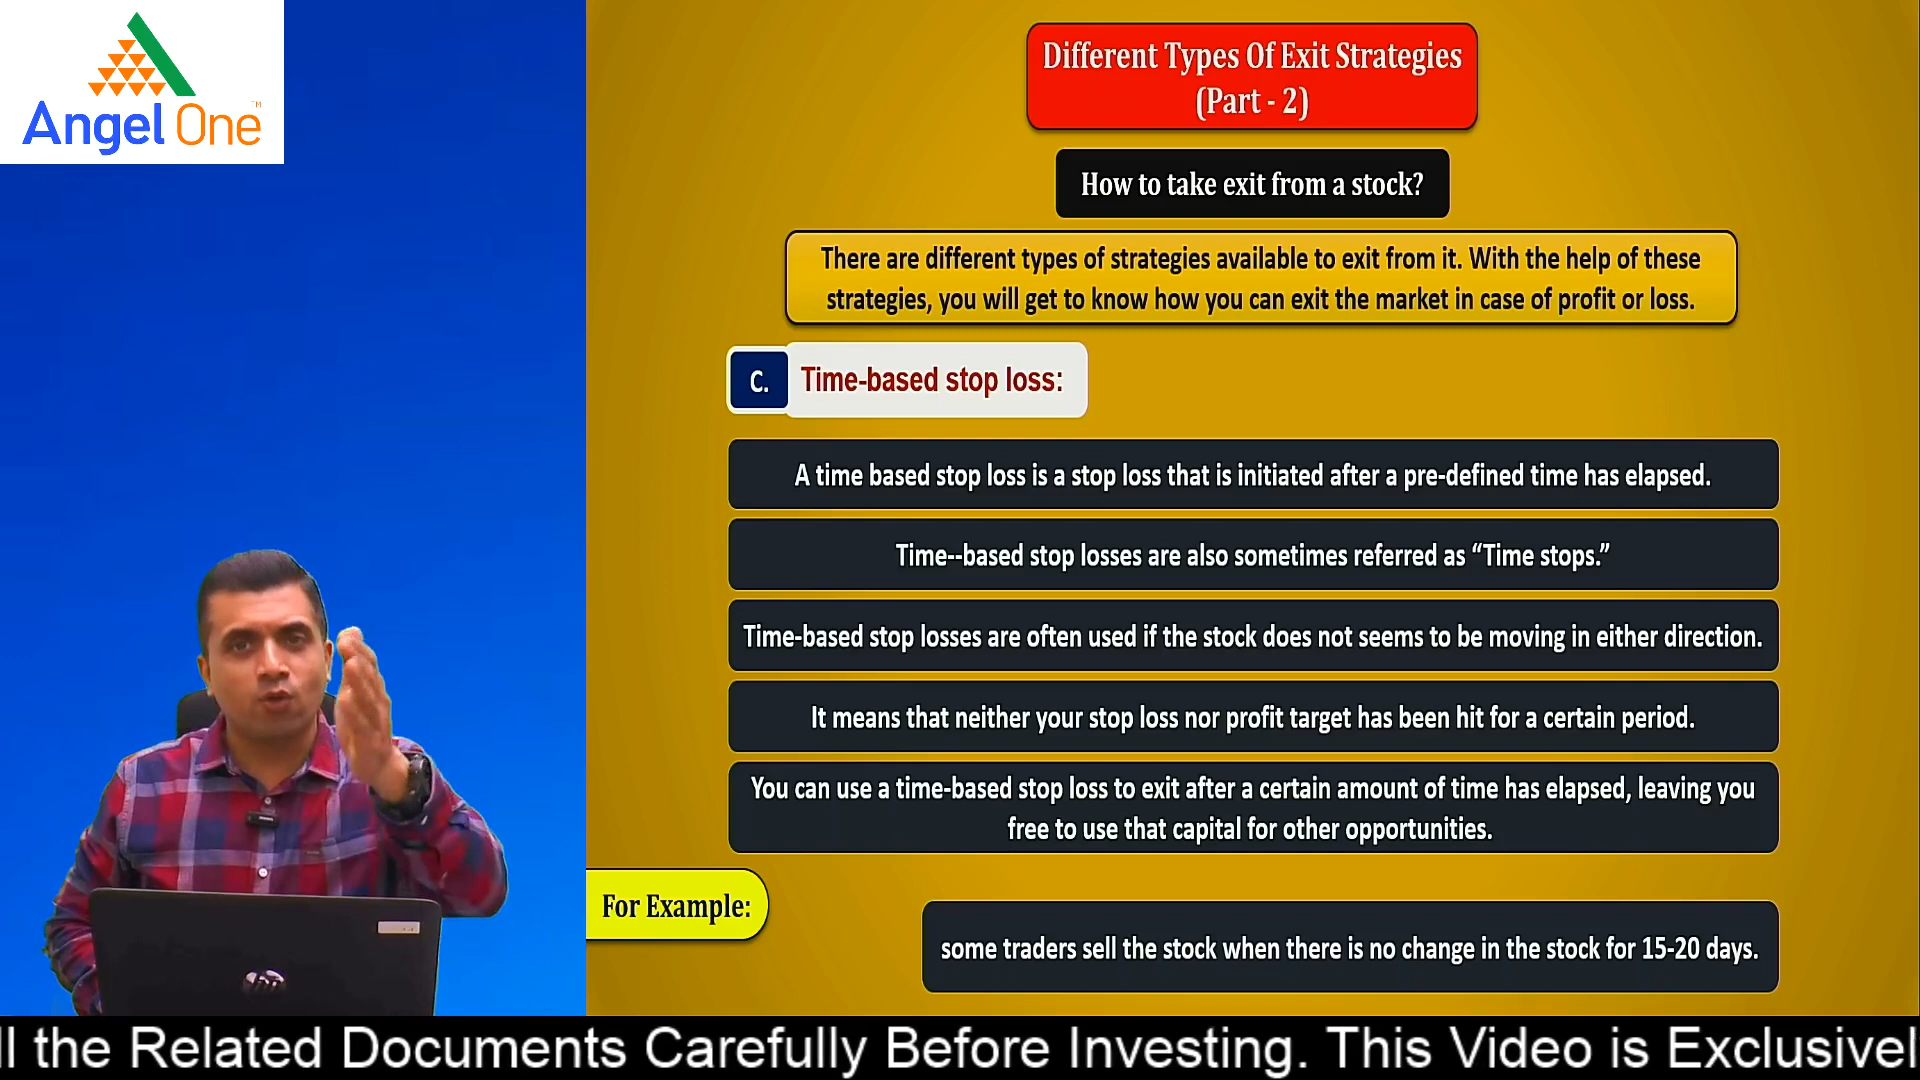 Angel One
TM
Different Types Of Exit Strategies
(Part - 2)
How to take exit from a stock?
There are different types of strategies available to exit from it. With the help of these
strategies, you will get to know how you can exit the market in case of profit or loss.
C.
Time-based stop loss:
A time based stop loss is a stop loss that is initiated after a pre-defined time has elapsed.
Time--based stop losses are also sometimes referred as “Time stops.”
Time-based stop losses are often used if the stock does not seems to be moving in either direction.
It means that neither your stop loss nor profit target has been hit for a certain period.
You can use a time-based stop loss to exit after a certain amount of time has elapsed, leaving you
free to use that capital for other opportunities.
For Example:
some traders sell the stock when there is no change in the stock for 15-20 days.
hp
the Related Documents Carefully Before Investing. This Video is